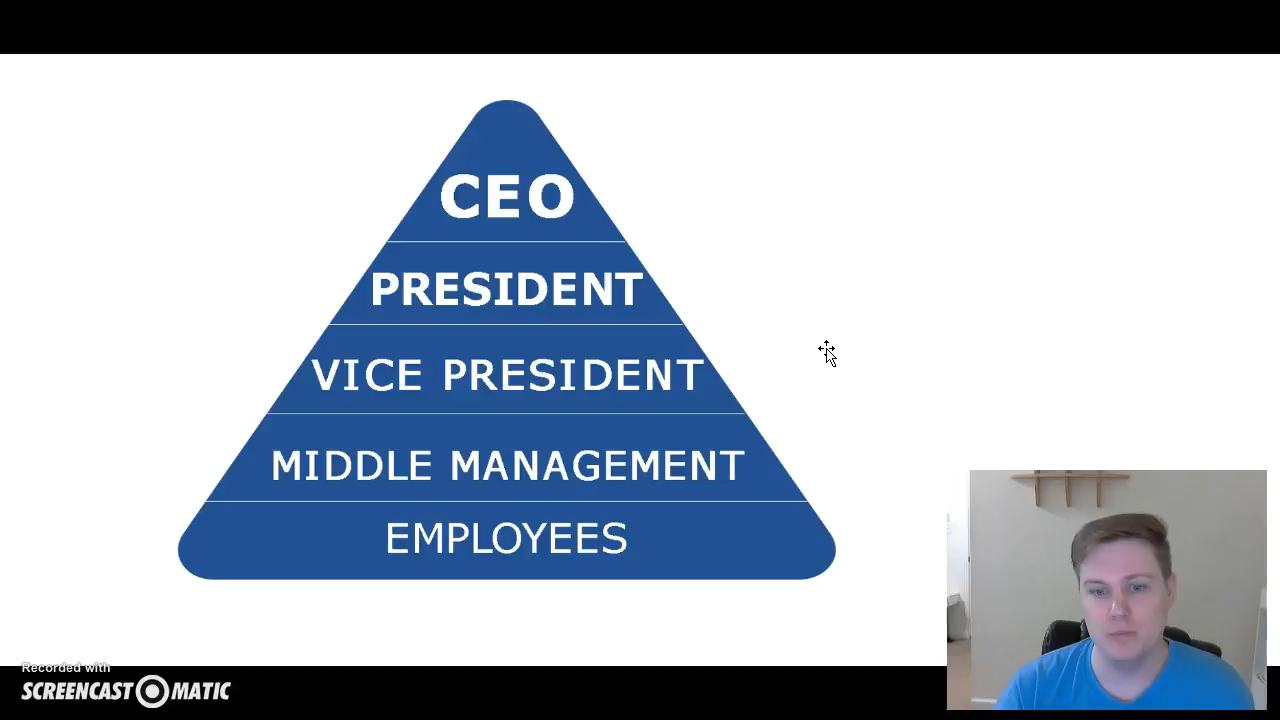 CEO
PRESIDENT
VICE PRESIDENT
MIDDLE MANAGEMENT
EMPLOYEES
Recorded with
SCREENCAST MATIC